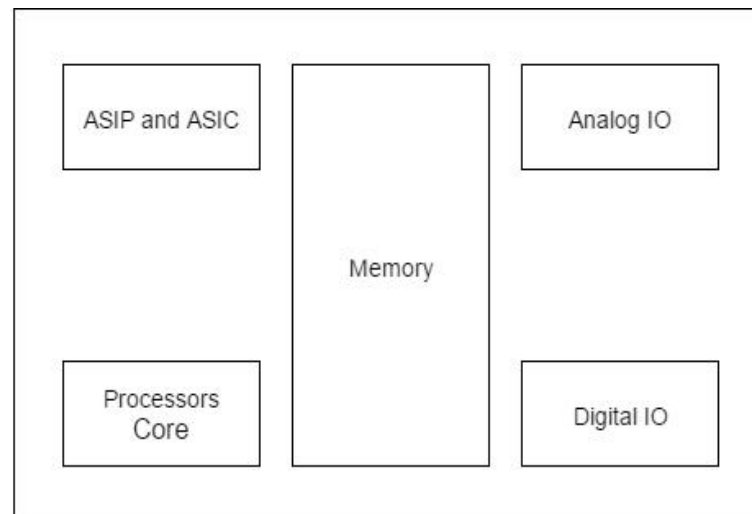 ASIP and ASIC
Analog IO
Memory
Processors
Core
Digital IO